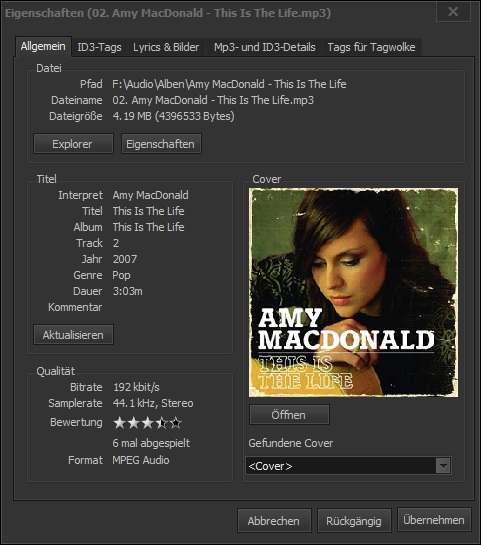 Eigenschaften (02. Amy MacDonald - This Is The Life.mp3)
Allgemein ID3-Tags Lyrics & Bilder Mp3- und ID3-Details Tags für Tagwolke
Datei
Pfad F:\Audio\Alben\Amy MacDonald - This Is The Life
Dateiname 02. Amy MacDonald - This Is The Life.mp3
Dateigröße 4.19 MB (4396533 Bytes)
Explorer Eigenschaften
Titel
Interpret Amy MacDonald
Titel This Is The Life
Album This Is The Life
Track 2
Jahr 2007
Genre Pop
Dauer 3:03m
Kommentar
Aktualisieren
Qualität
Bitrate 192 kbit/s
Samplerate 44.1 kHz, Stereo
Bewertung
6 mal abgespielt
Format MPEG Audio
Cover
AMY
MACDONALD
THIS IS
THE LIFE
Öffnen
Gefundene Cover
<Cover>
Abbrechen Rückgängig Übernehmen